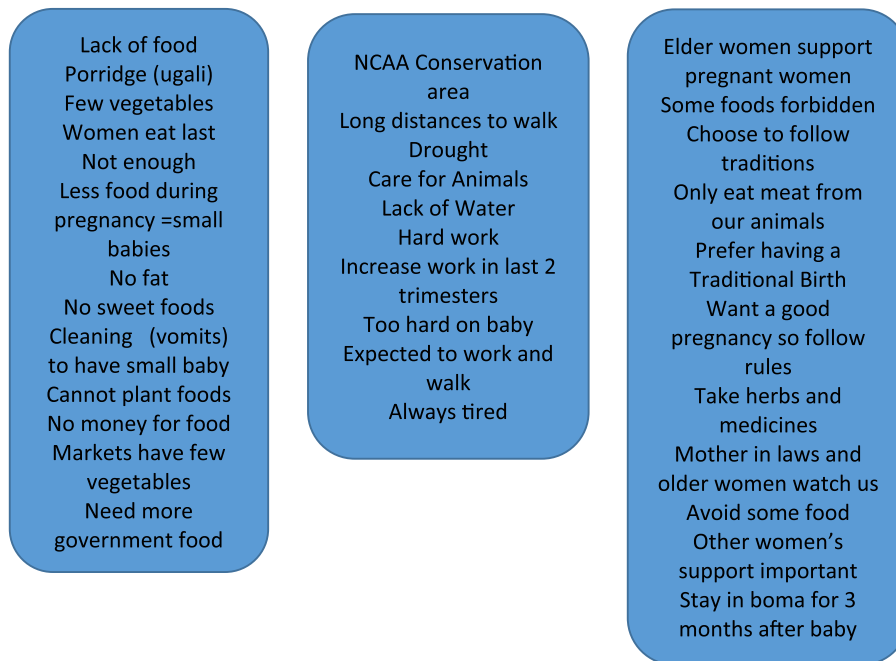 Lack of food
Porridge (ugali)
Few vegetables
Women eat last
Not enough
Less food during
pregnancy =small
babies
No fat
No sweet foods
Cleaning (vomits)
to have small baby
Cannot plant foods
No money for food
Markets have few
vegetables
Need more
government food
NCAA Conservation
area
Long distances to walk
Drought
Care for Animals
Lack of Water
Hard work
Increase work in last 2
trimesters
Too hard on baby
Expected to work and
walk
Always tired
Elder women support
pregnant women
Some foods forbidden
Choose to follow
traditions
Only eat meat from
our animals
Prefer having a
Traditional Birth
Want a good
pregnancy so follow
rules
Take herbs and
medicines
Mother in laws and
older women watch us
Avoid some food
Other women’s
support important
Stay in boma for 3
months after baby